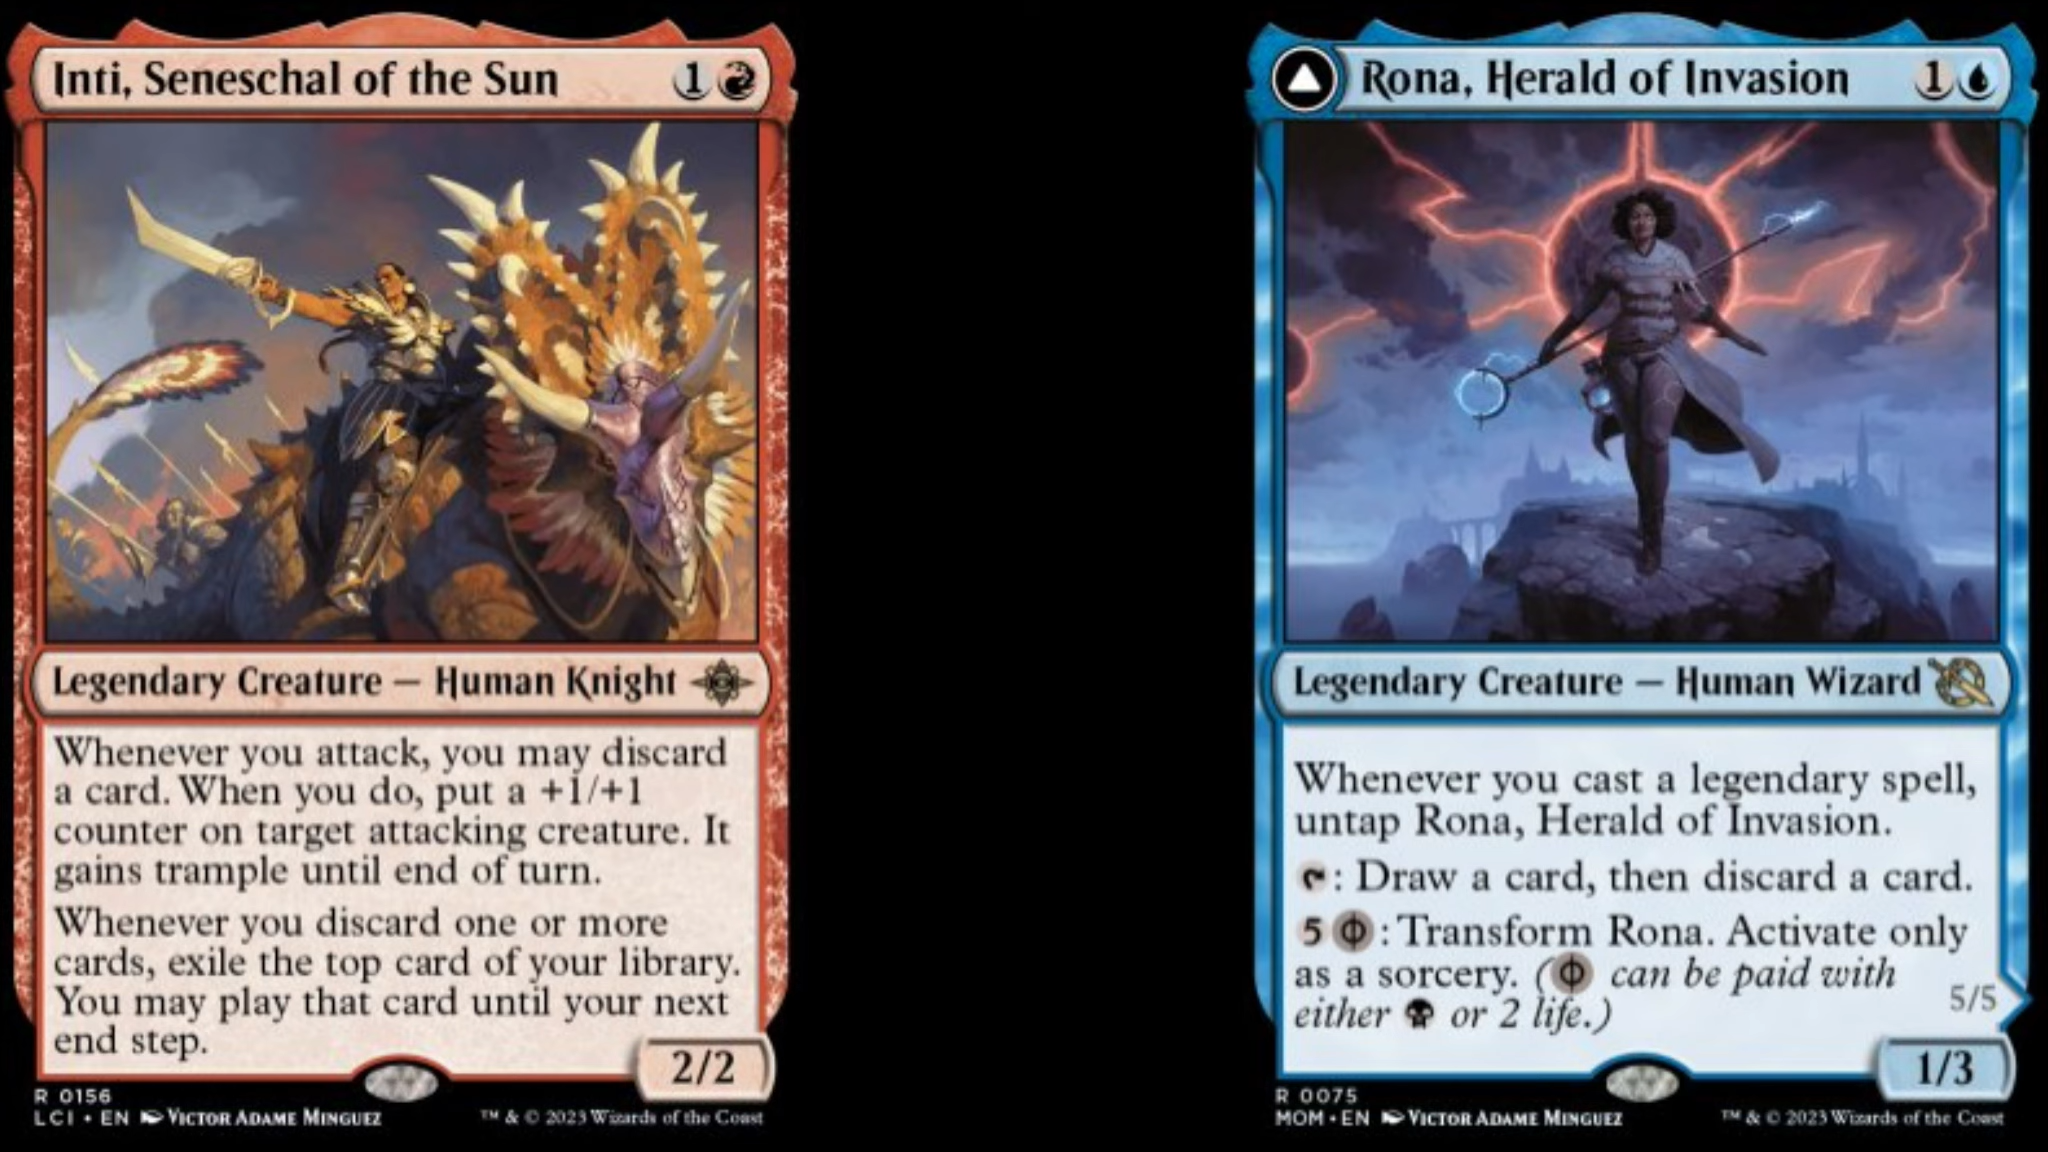 Inti, Seneschal of the Sun 1
Legendary Creature — Human Knight
Whenever you attack, you may discard
a card. When you do, put a +1/+1
counter on target attacking creature. It
gains trample until end of turn.
Whenever you discard one or more
cards, exile the top card of your library.
You may play that card until your next
end step.
2/2
R 0156
LCI • EN Victor Adame Minguez
™ & © 2023 Wizards of the Coast
Rona, Herald of Invasion 1
Legendary Creature — Human Wizard
Whenever you cast a legendary spell,
untap Rona, Herald of Invasion.
: Draw a card, then discard a card.
5 : Transform Rona. Activate only
as a sorcery. ( can be paid with
either or 2 life.)
5/5
1/3
R 0075
MOM • EN Victor Adame Minguez
™ & © 2023 Wizards of the Coast